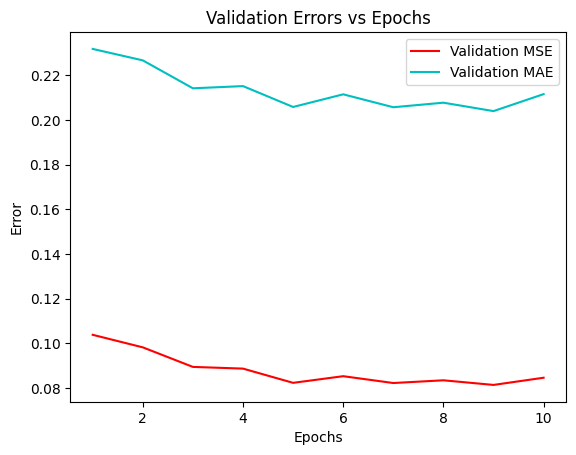 Validation Errors vs Epochs
Validation MSE
Validation MAE
0.22
0.20
0.18
0.16
0.14
0.12
0.10
0.08
Error
2
4
6
8
10
Epochs